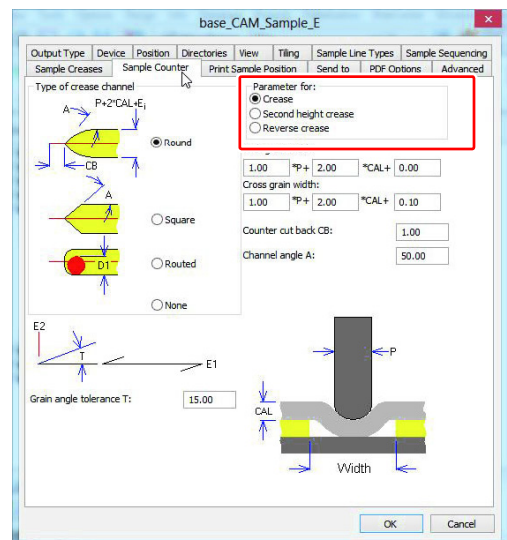 base_CAM_Sample_E
Output Type Device Position Directories View Tiling Sample Line Types Sample Sequencing
Sample Creases Sample Counter Print Sample Position Send to PDF Options Advanced
Type of crease channel
P+2*CAL+E
A
CB
Round
A
Square
D1
Routed
None
Parameter for:
Crease
Second height crease
Reverse crease
1.00 *P+ 2.00 *CAL+ 0.00
Cross grain width:
1.00 *P+ 2.00 *CAL+ 0.10
Counter cut back CB: 1.00
Channel angle A: 50.00
E2
T
E1
Grain angle tolerance T: 15.00
P
CAL
Width
OK Cancel